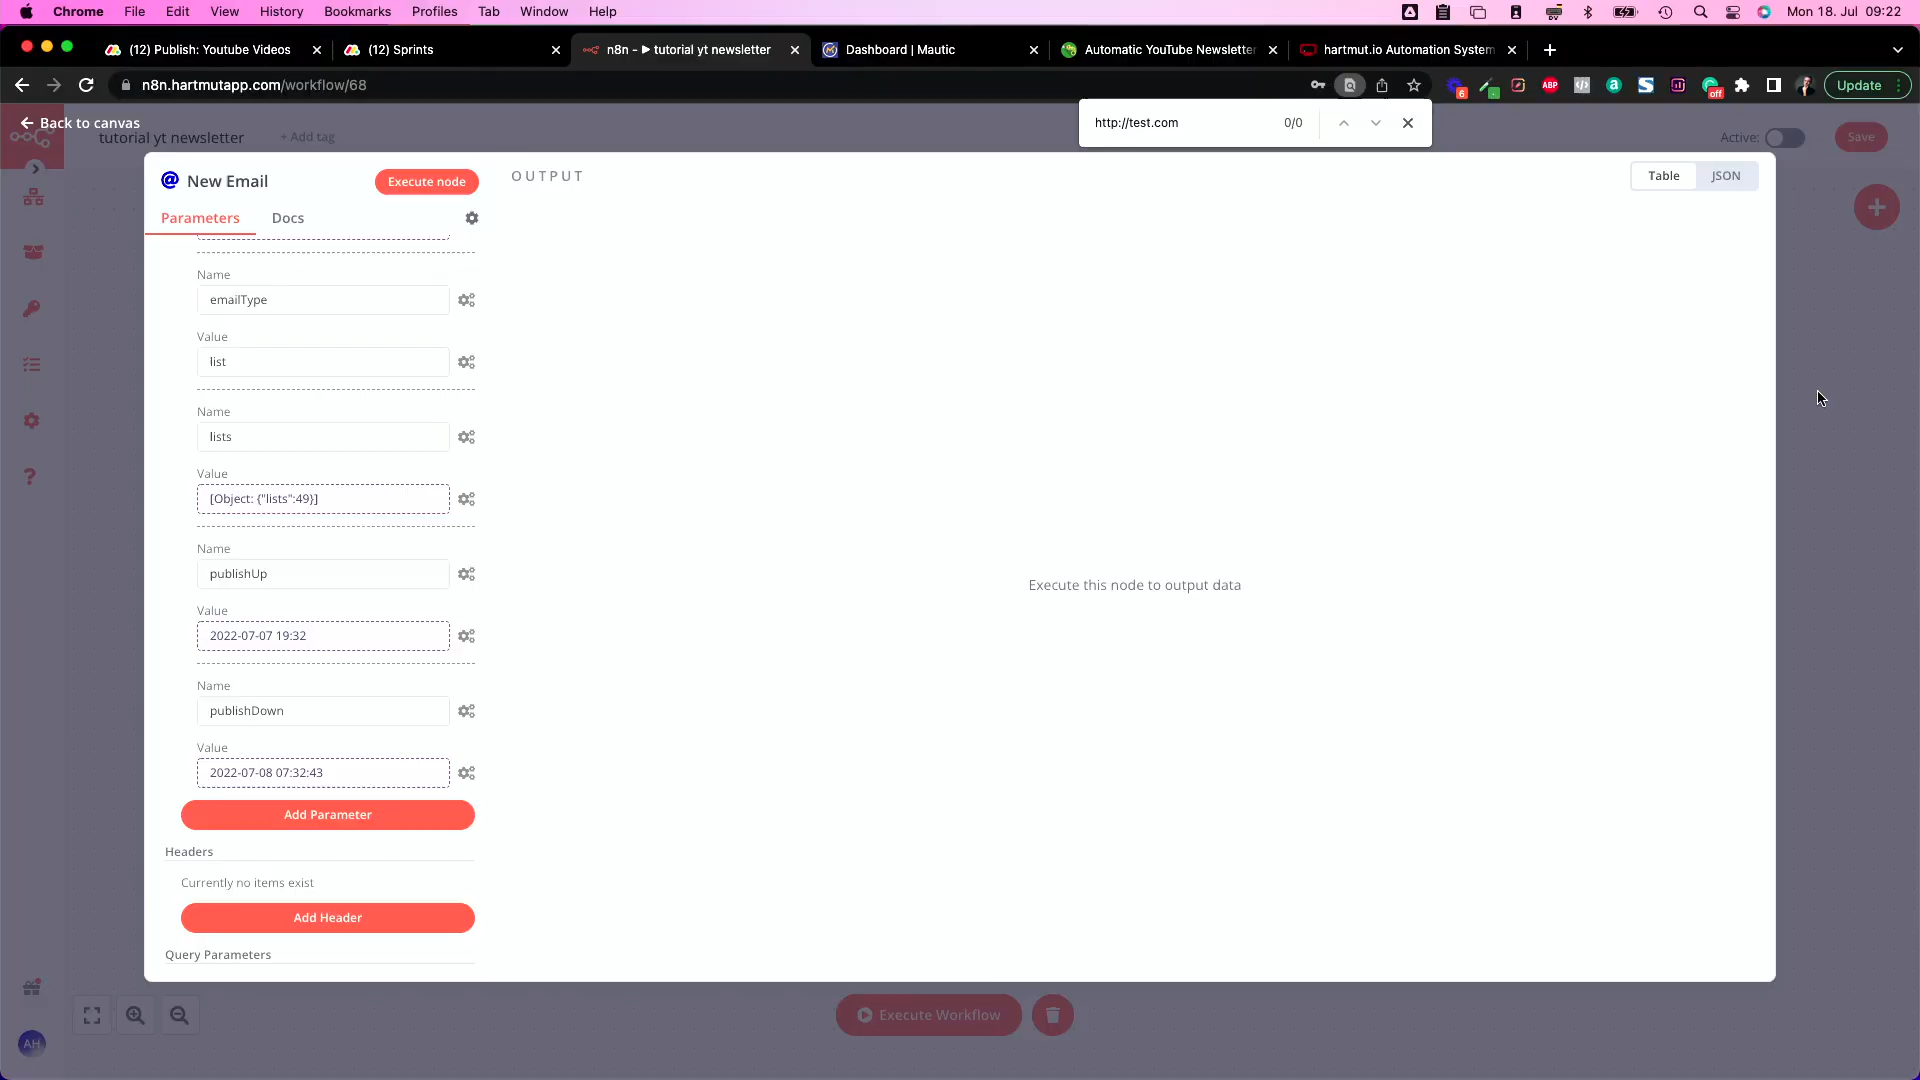 Chrome File Edit View History Bookmarks Profiles Tab Window Help
DV
Mon 18. Jul 09:22
(12) Publish: Youtube Videos
(12) Sprints
n8n - ▶ tutorial yt newsletter
Dashboard | Mautic
Automatic YouTube Newsletter
hartmut.io Automation System
n8n.hartmutapp.com/workflow/68
6
ABP
a
S
off
Update
http://test.com 0/0
Back to canvas
tutorial yt newsletter + Add tag
Active:
Save
@ New Email
Execute node
OUTPUT
Table JSON
Parameters Docs
Name
emailType
Value
list
Name
lists
Value
[Object: {"lists":49}]
Name
publishUp
Value
2022-07-07 19:32
Name
publishDown
Value
2022-07-08 07:32:43
Add Parameter
Headers
Currently no items exist
Add Header
Query Parameters
Execute this node to output data
Execute Workflow
AH